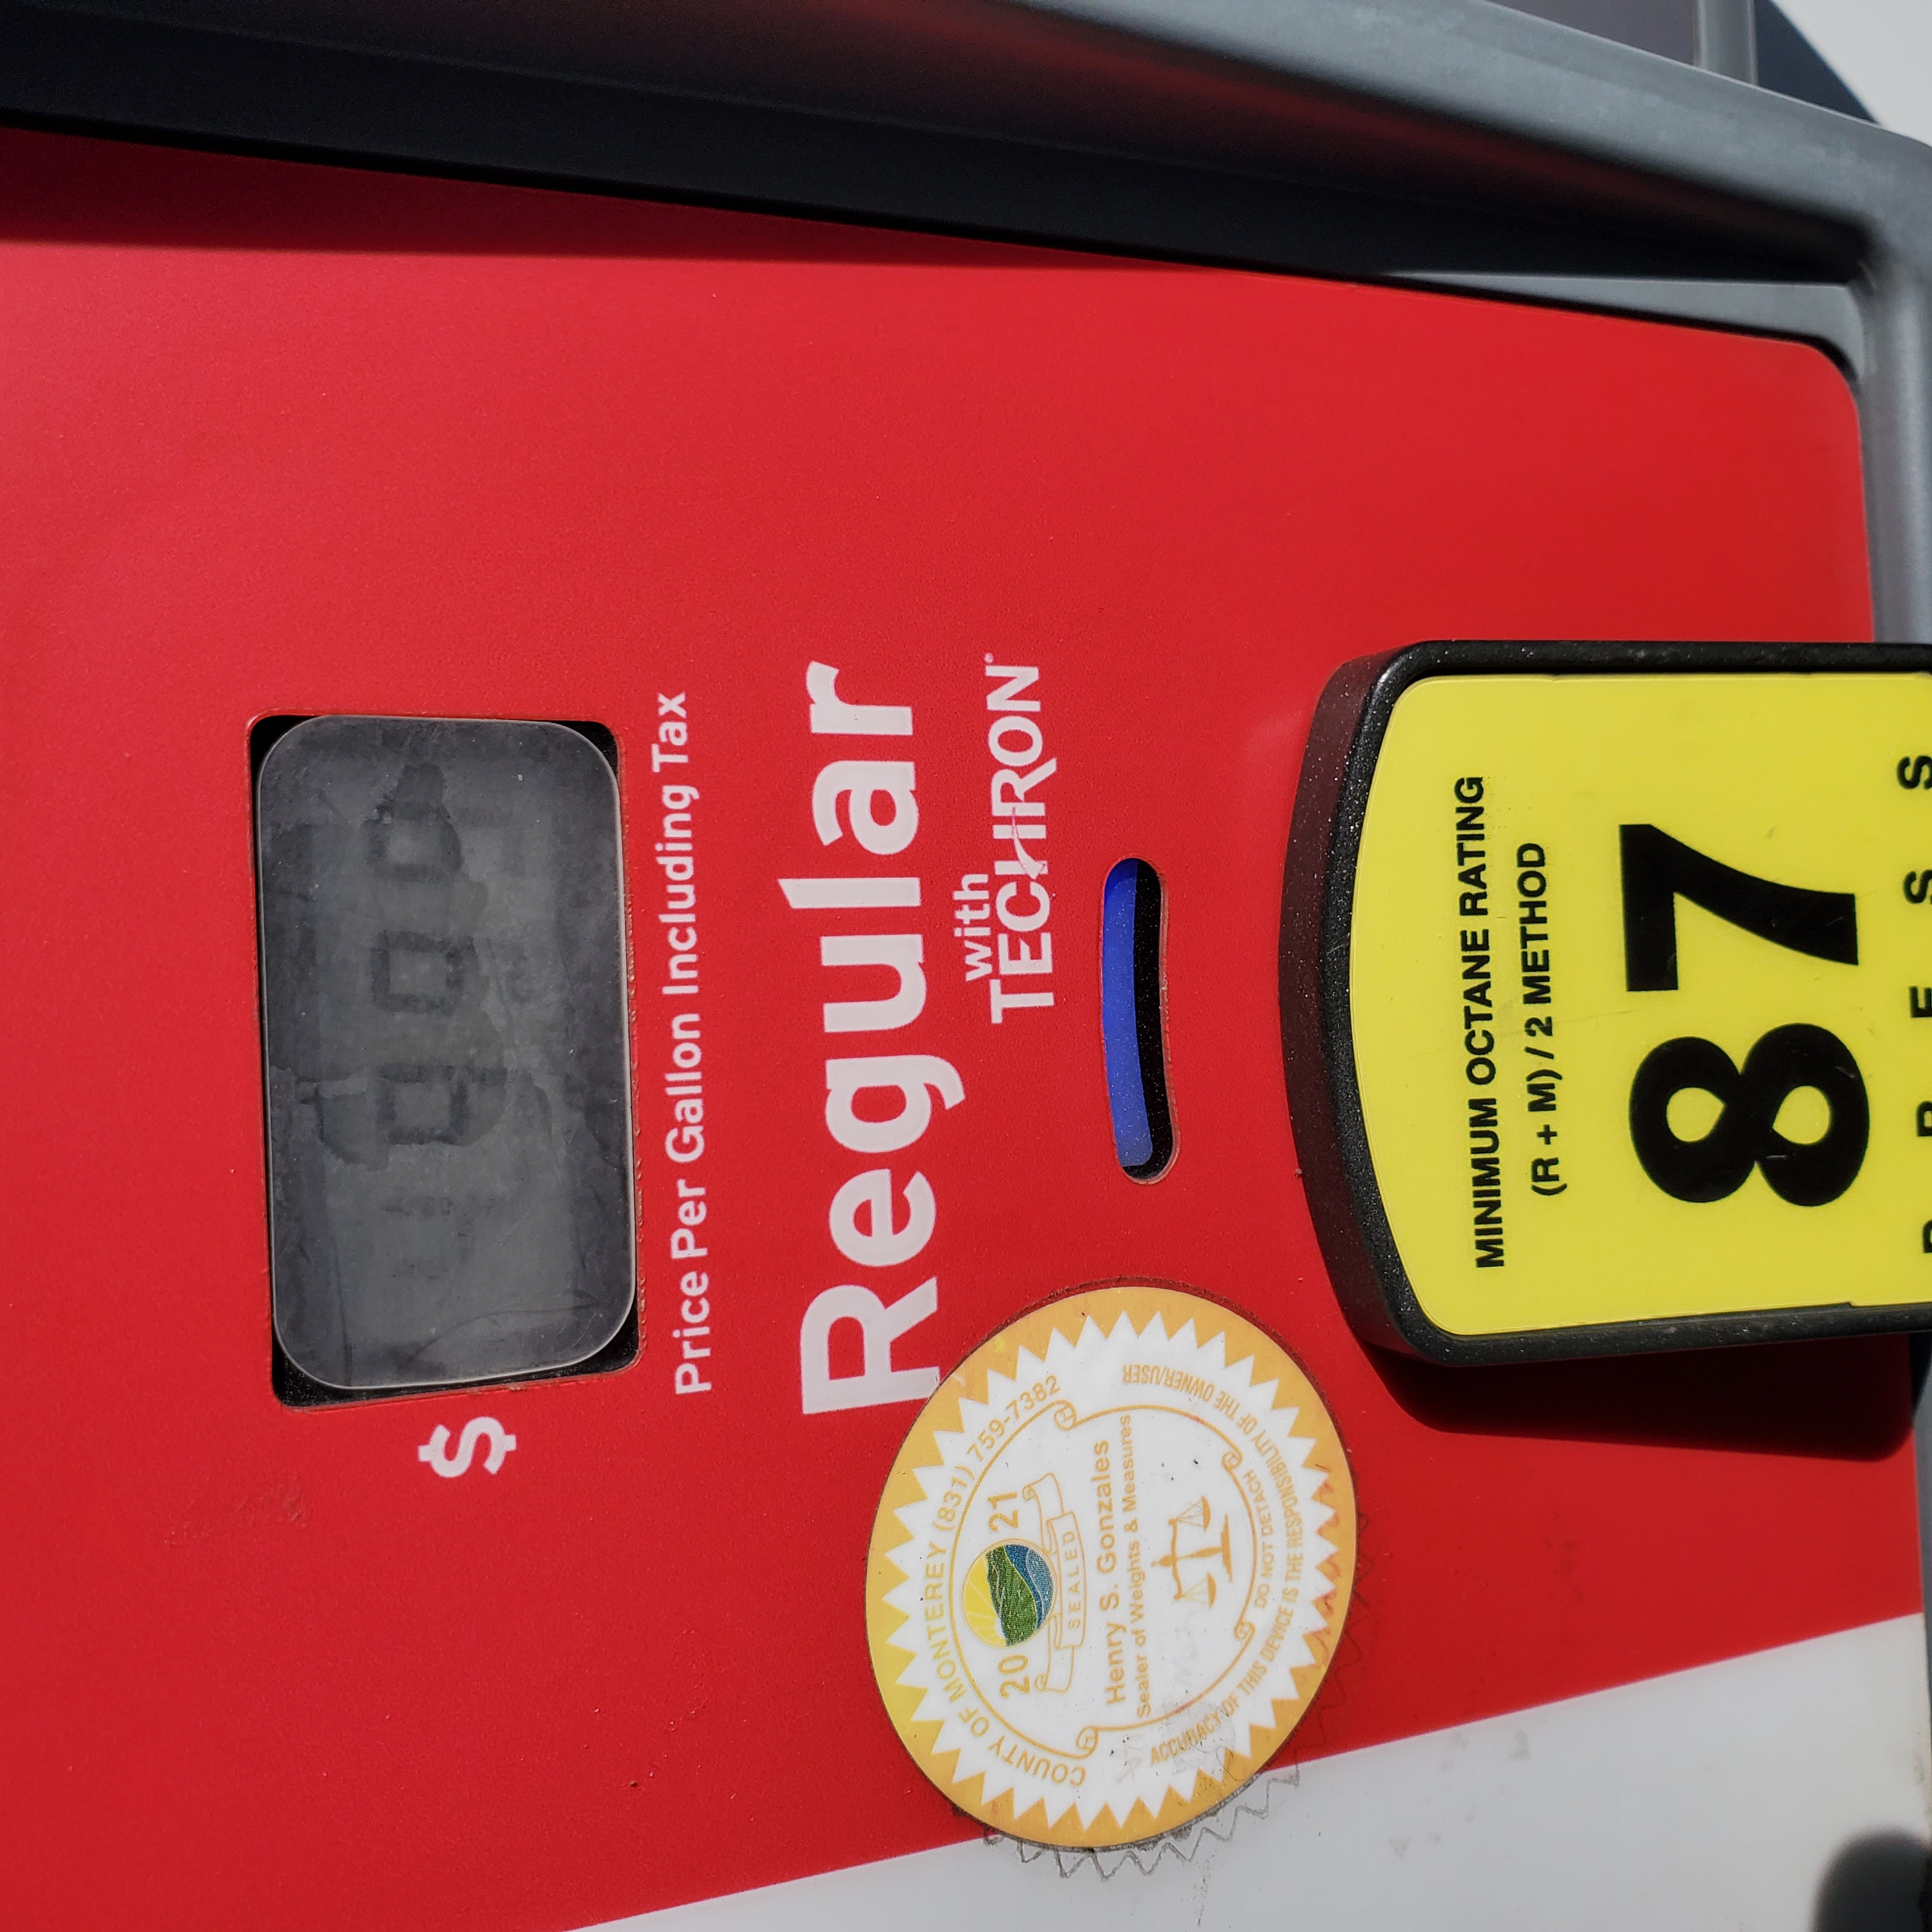 $
Price Per Gallon Including Tax
Regular
with
TECHRON
MINIMUM OCTANE RATING
(R + M) / 2 METHOD
87
COUNTY OF MONTEREY (831) 759-7382
20 21
SEALED
Henry S. Gonzales
Sealer of Weights & Measures
DO NOT DETACH
ACCURACY OF THIS DEVICE IS THE RESPONSIBILITY OF THE OWNER/USER